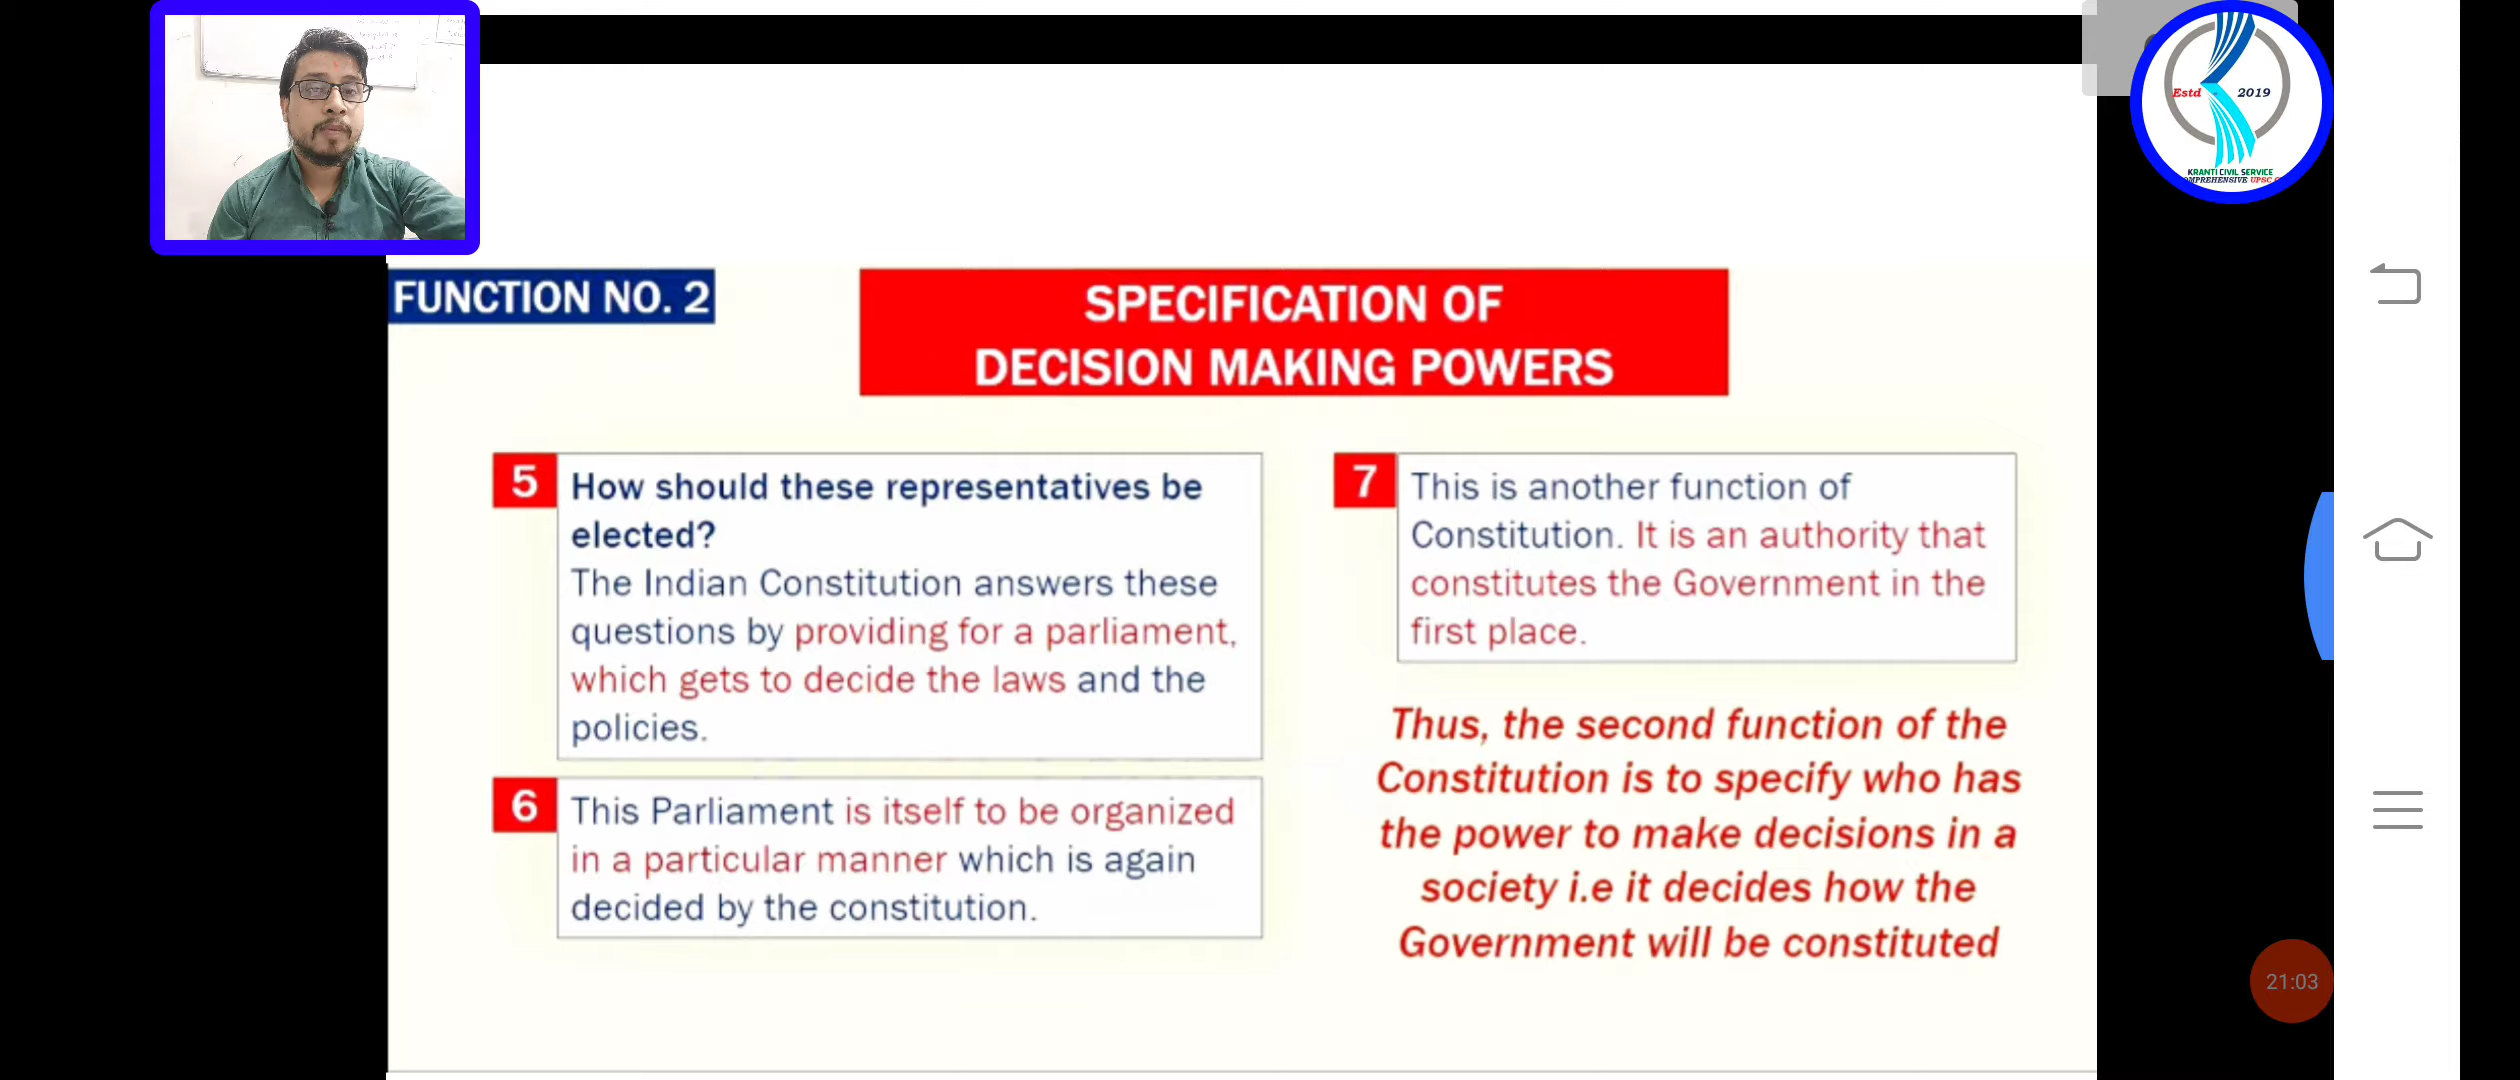 Estd - 2019
KRANTI CIVIL SERVICE
OMPREHENSIVE UPSC C
FUNCTION NO. 2
SPECIFICATION OF
DECISION MAKING POWERS
5
How should these representatives be
elected?
The Indian Constitution answers these
questions by providing for a parliament,
which gets to decide the laws and the
policies.
6
This Parliament is itself to be organized
in a particular manner which is again
decided by the constitution.
7
This is another function of
Constitution. It is an authority that
constitutes the Government in the
first place.
Thus, the second function of the
Constitution is to specify who has
the power to make decisions in a
society i.e it decides how the
Government will be constituted
21:03